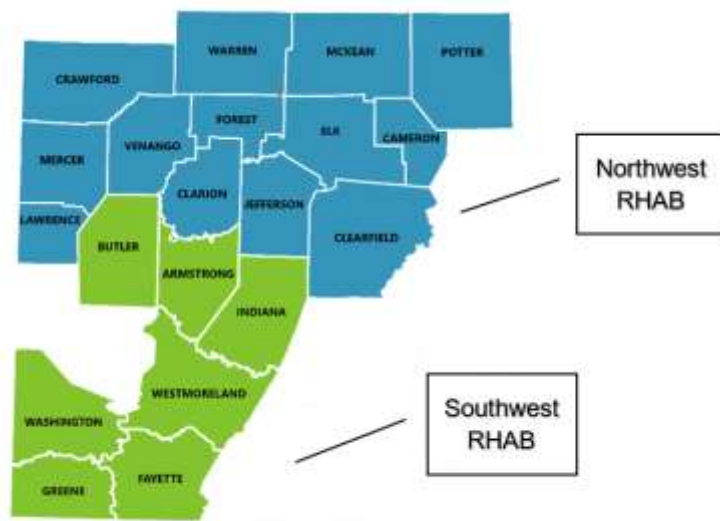 WARREN
MCKEAN
POTTER
CRAWFORD
FOREST
ELK
CAMERON
VENANGO
MERCER
CLARION
JEFFERSON
LAWRENCE
CLEARFIELD
BUTLER
ARMSTRONG
INDIANA
WESTMORELAND
WASHINGTON
FAYETTE
GREENE
Northwest
RHAB
Southwest
RHAB